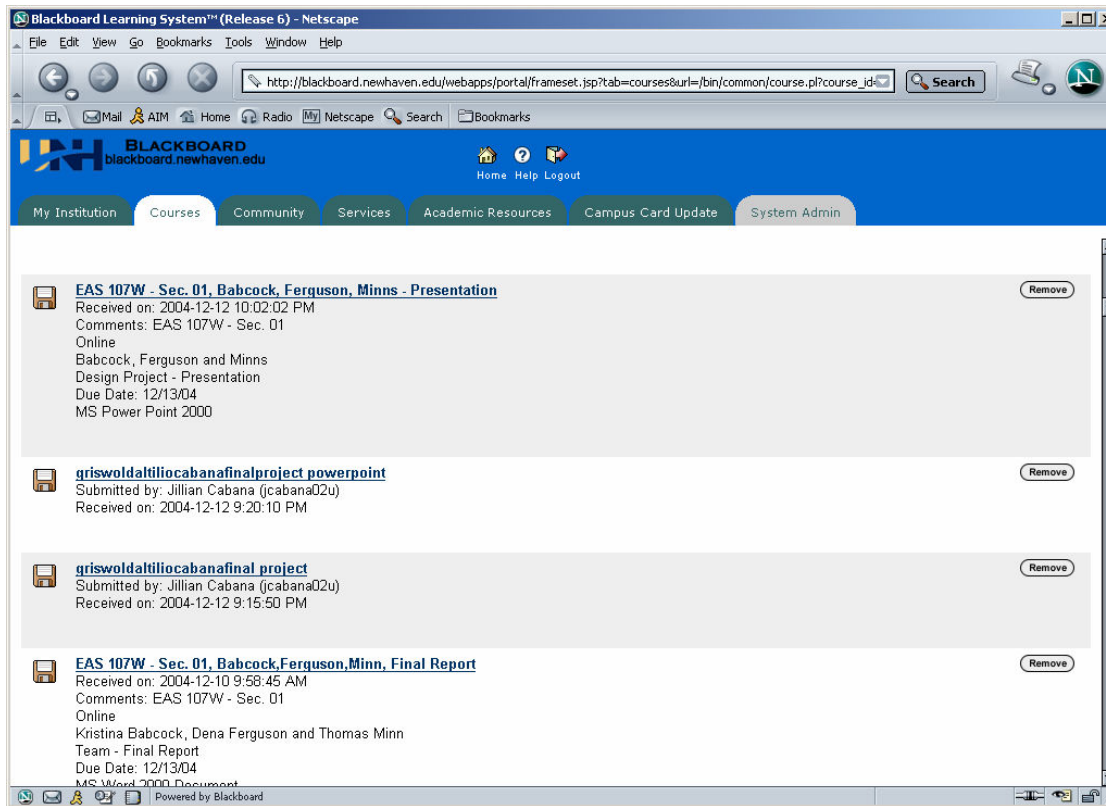 Blackboard Learning System™ (Release 6) - Netscape
File Edit View Go Bookmarks Tools Window Help
http://blackboard.newhaven.edu/webapps/portal/frameset.jsp?tab=courses&url=/bin/common/course.pl?course_id= Search
Mail AIM Home Radio My Netscape Search Bookmarks
UNH BLACKBOARD
blackboard.newhaven.edu
Home Help Logout
My Institution Courses Community Services Academic Resources Campus Card Update System Admin
EAS 107W - Sec. 01, Babcock, Ferguson, Minns - Presentation Remove
Received on: 2004-12-12 10:02:02 PM
Comments: EAS 107W - Sec. 01
Online
Babcock, Ferguson and Minns
Design Project - Presentation
Due Date: 12/13/04
MS Power Point 2000
griswoldaltiliocabanafinalproject powerpoint Remove
Submitted by: Jillian Cabana (jcabana02u)
Received on: 2004-12-12 9:20:10 PM
griswoldaltiliocabanafinal project Remove
Submitted by: Jillian Cabana (jcabana02u)
Received on: 2004-12-12 9:15:50 PM
EAS 107W - Sec. 01, Babcock,Ferguson,Minn, Final Report Remove
Received on: 2004-12-10 9:58:45 AM
Comments: EAS 107W - Sec. 01
Online
Kristina Babcock, Dena Ferguson and Thomas Minn
Team - Final Report
Due Date: 12/13/04
MS Word 2000 Document
Powered by Blackboard